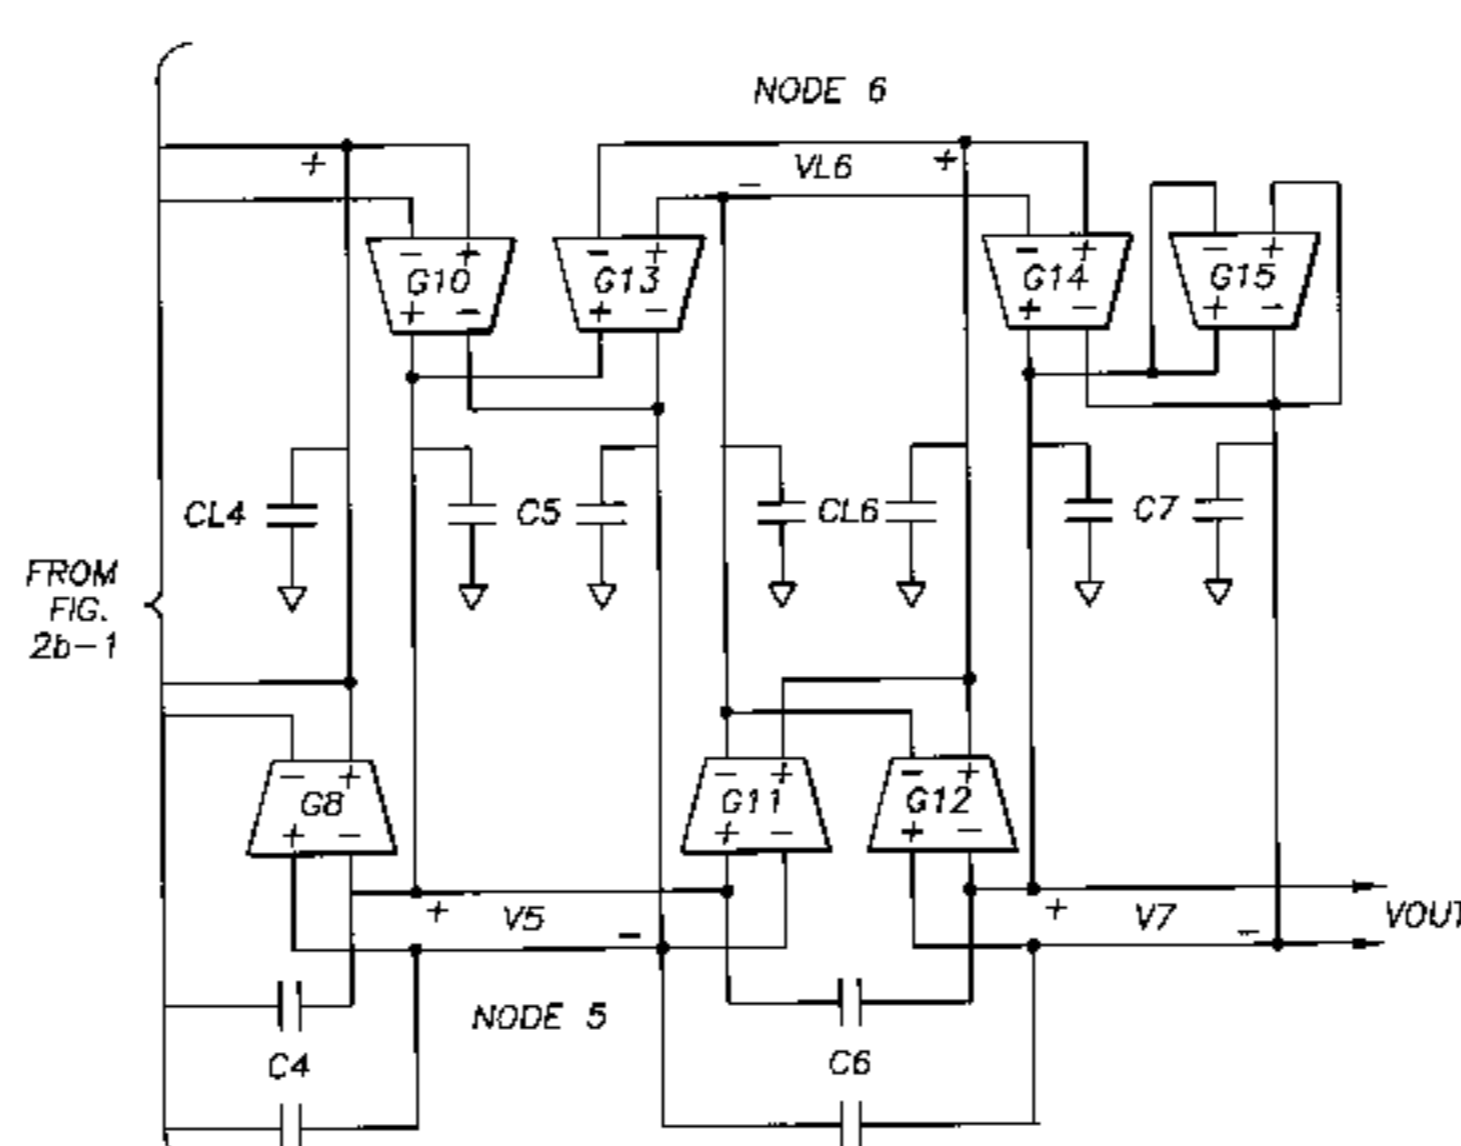 NODE 6
+ VL6 − +
− + − + − + − +
G10 G13 G14 G15
+ − + − + − + −
CL4 C5 CL6 C7
FROM
FIG.
2b-1
− + − + − +
G8 G11 G12
+ − + − + −
+ V5 − + V7 − VOUT
NODE 5
C4 C6